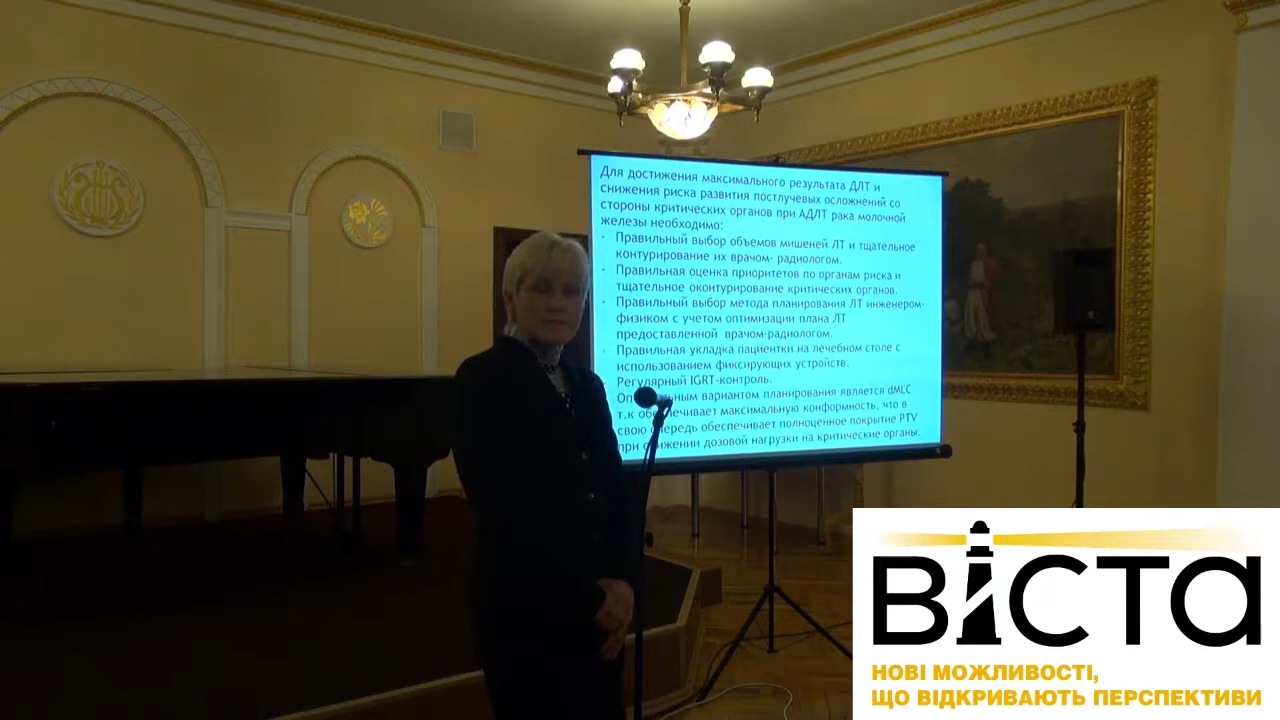 Для достижения максимального результата ДЛТ и
снижения риска развития постлучевых осложнений со
стороны критических органов при АДЛТ рака молочной
железы необходимо:
- Правильный выбор объемов мишеней ЛТ и тщательное
контурирование их врачом- радиологом.
- Правильная оценка приоритетов по органам риска и
тщательное оконтурирование критических органов.
- Правильный выбор метода планирования ЛТ инженером-
физиком с учетом оптимизации плана ЛТ
предоставленной врачом-радиологом.
- Правильная укладка пациентки на лечебном столе с
использованием фиксирующих устройств.
Регулярный IGRT-контроль.
вариантом планирования является dMLC
т.к максимальную конформность, что в
свою очередь обеспечивает полноценное покрытие PTV
при снижении дозовой нагрузки на критические органы.
ВІСТА
НОВІ МОЖЛИВОСТІ,
ЩО ВІДКРИВАЮТЬ ПЕРСПЕКТИВИ